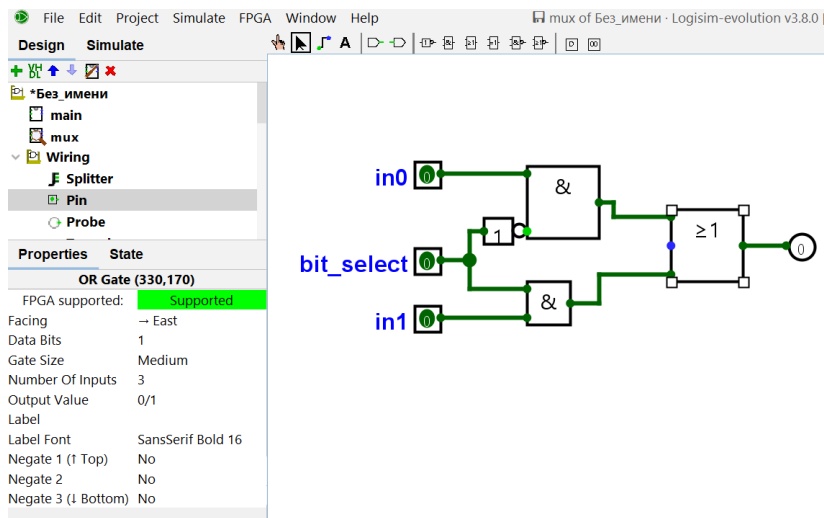 File Edit Project Simulate FPGA Window Help
mux of Без_имени · Logisim-evolution v3.8.0 |
Design Simulate
A
VH
DL
*Без_имени
main
mux
Wiring
Splitter
Pin
Probe
Properties State
OR Gate (330,170)
FPGA supported: Supported
Facing → East
Data Bits 1
Gate Size Medium
Number Of Inputs 3
Output Value 0/1
Label
Label Font SansSerif Bold 16
Negate 1 (↑ Top) No
Negate 2 No
Negate 3 (↓ Bottom) No
in0 0
&
1
≥1
0
bit_select 0
&
in1 0